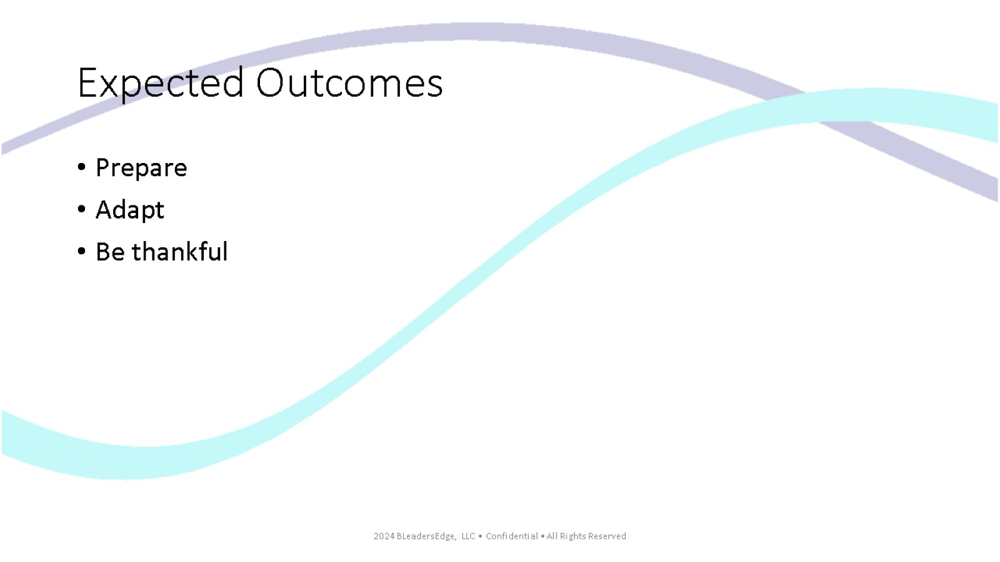 Expected Outcomes
• Prepare
• Adapt
• Be thankful
2024 BLeadersEdge, LLC • Confidential • All Rights Reserved